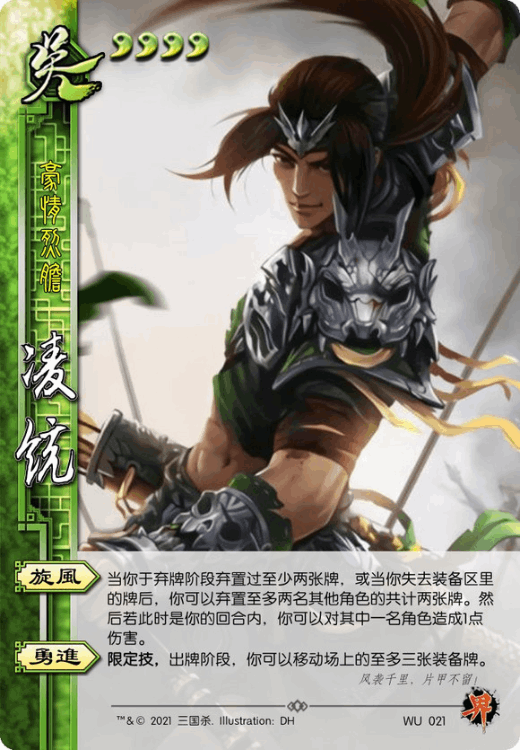 吴
豪情烈膽
凌统
旋風
当你于弃牌阶段弃置过至少两张牌，或当你失去装备区里
的牌后，你可以弃置至多两名其他角色的共计两张牌。然
后若此时是你的回合内，你可以对其中一名角色造成1点
伤害。
勇進
限定技，出牌阶段，你可以移动场上的至多三张装备牌。
风袭千里，片甲不留！
™&© 2021 三国杀. Illustration: DH
WU 021
界